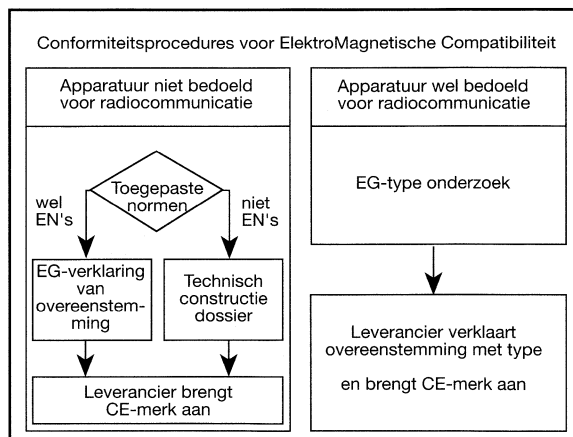 Conformiteitsprocedures voor ElektroMagnetische Compatibiliteit
Apparatuur niet bedoeld
voor radiocommunicatie
Toegepaste
normen
wel
EN's
niet
EN's
EG-verklaring
van
overeenstem-
ming
Technisch
constructie
dossier
Leverancier brengt
CE-merk aan
Apparatuur wel bedoeld
voor radiocommunicatie
EG-type onderzoek
Leverancier verklaart
overeenstemming met type
en brengt CE-merk aan